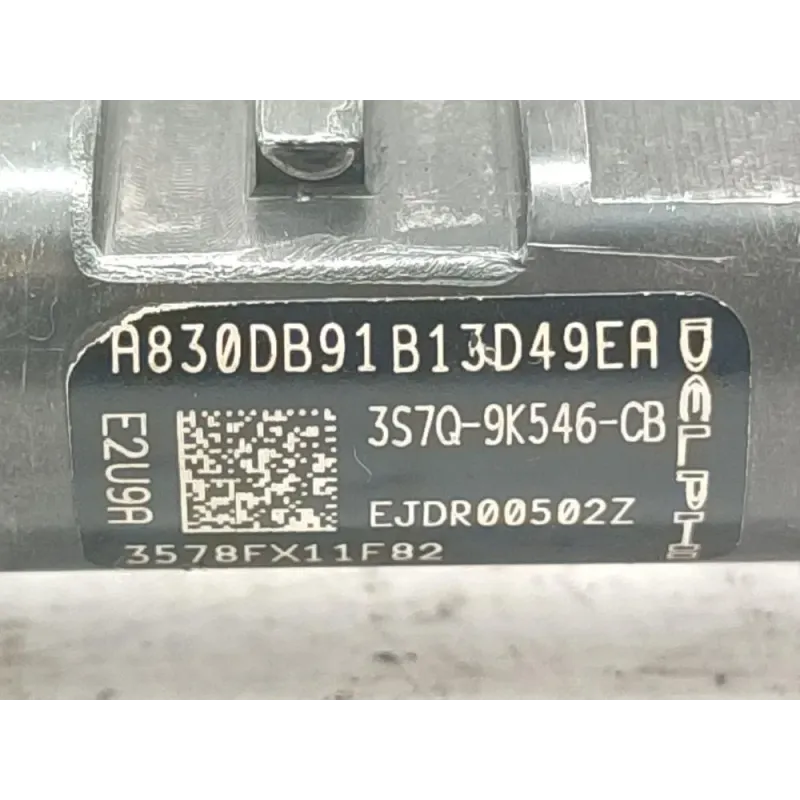 A830DB91B13D49EA
DELPHI
E2U9A
3S7Q-9K546-CB
EJDR00502Z
3578FX11F82